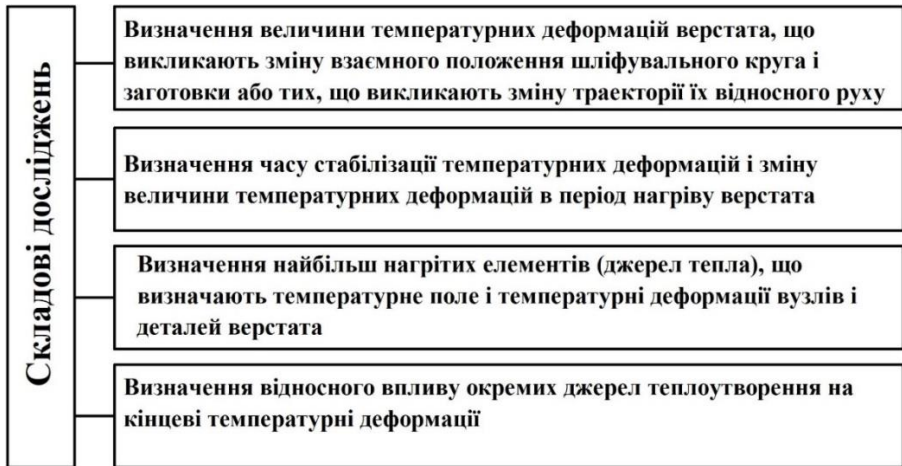 Складові досліджень
Визначення величини температурних деформацій верстата, що
викликають зміну взаємного положення шліфувального круга і
заготовки або тих, що викликають зміну траекторії їх відносного руху
Визначення часу стабілізації температурних деформацій і зміну
величини температурних деформацій в період нагріву верстата
Визначення найбільш нагрітих елементів (джерел тепла), що
визначають температурне поле і температурні деформації вузлів і
деталей верстата
Визначення відносного впливу окремих джерел теплоутворення на
кінцеві температурні деформації